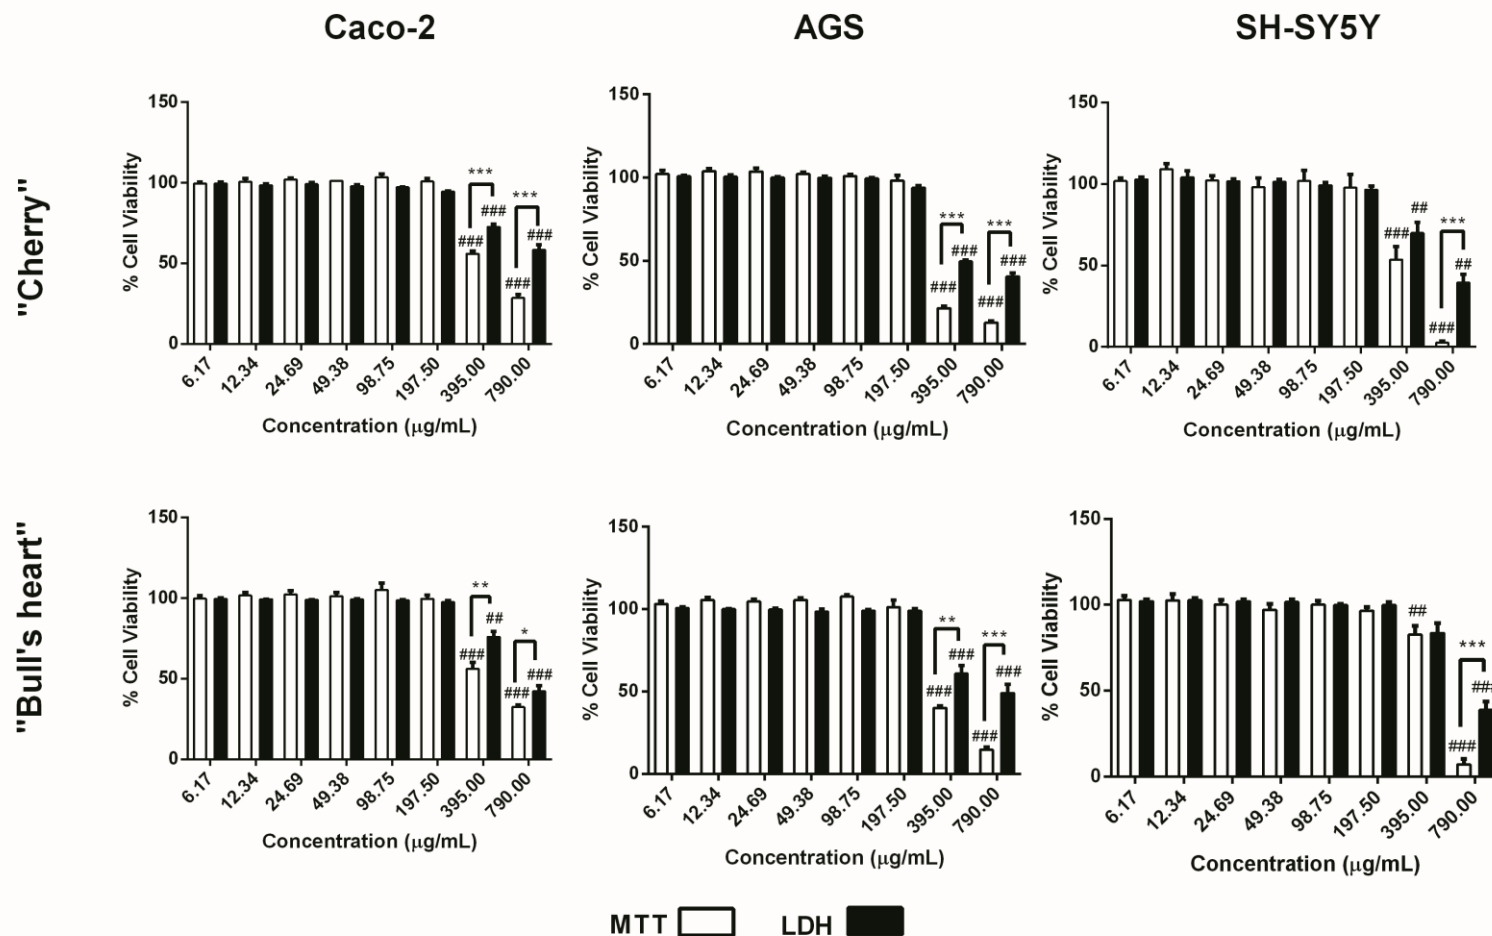 Caco-2 AGS SH-SY5Y
"Cherry"
% Cell Viability
150
100
50
0
*** ***
### ### ### ###
6.17 12.34 24.69 49.38 98.75 197.50 395.00 790.00
Concentration (μg/mL)
% Cell Viability
150
100
50
0
*** ***
### ### ### ###
6.17 12.34 24.69 49.38 98.75 197.50 395.00 790.00
Concentration (μg/mL)
% Cell Viability
150
100
50
0
***
### ## ### ##
6.17 12.34 24.69 49.38 98.75 197.50 395.00 790.00
Concentration (μg/mL)
"Bull's heart"
% Cell Viability
150
100
50
0
** *
### ## ### ###
6.17 12.34 24.69 49.38 98.75 197.50 395.00 790.00
Concentration (μg/mL)
% Cell Viability
150
100
50
0
** ***
### ### ### ###
6.17 12.34 24.69 49.38 98.75 197.50 395.00 790.00
Concentration (μg/mL)
% Cell Viability
150
100
50
0
***
## ### ###
6.17 12.34 24.69 49.38 98.75 197.50 395.00 790.00
Concentration (μg/mL)
MTT LDH